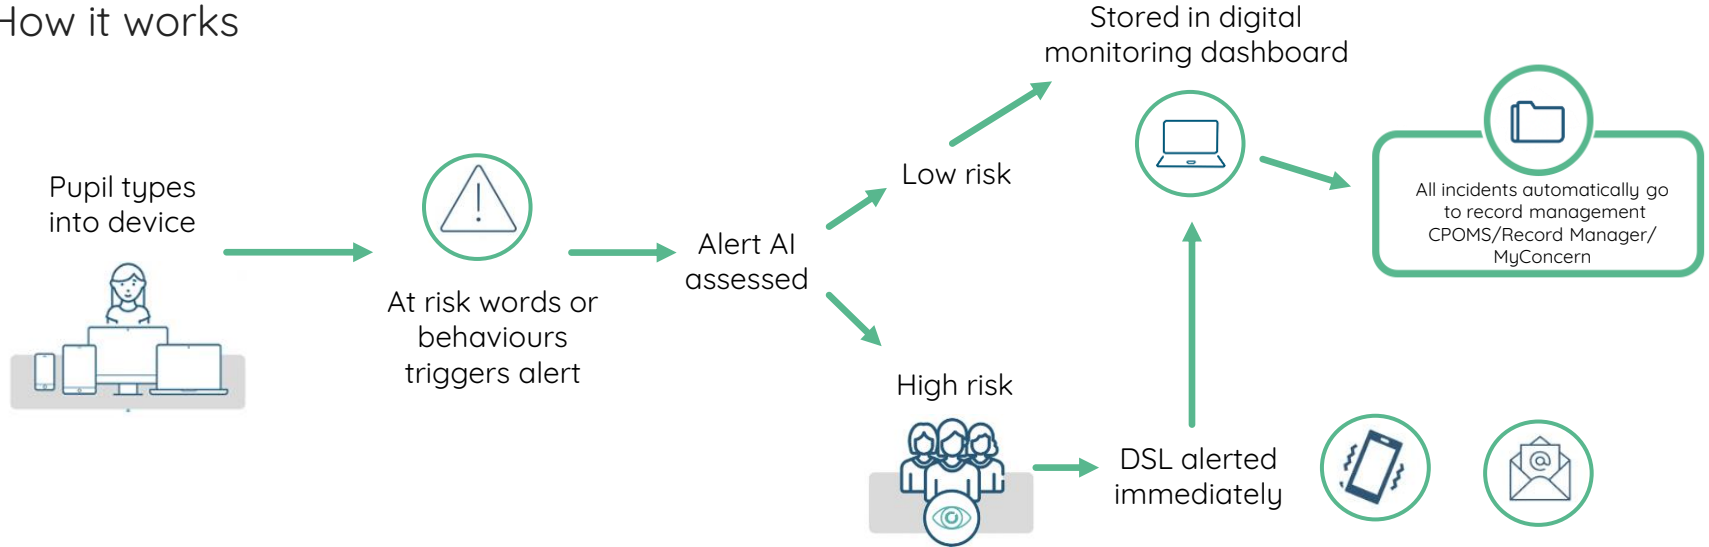 How it works
Pupil types
into device
At risk words or
behaviours
triggers alert
Alert AI
assessed
Low risk
Stored in digital
monitoring dashboard
All incidents automatically go
to record management
CPOMS/Record Manager/
MyConcern
High risk
DSL alerted
immediately
@